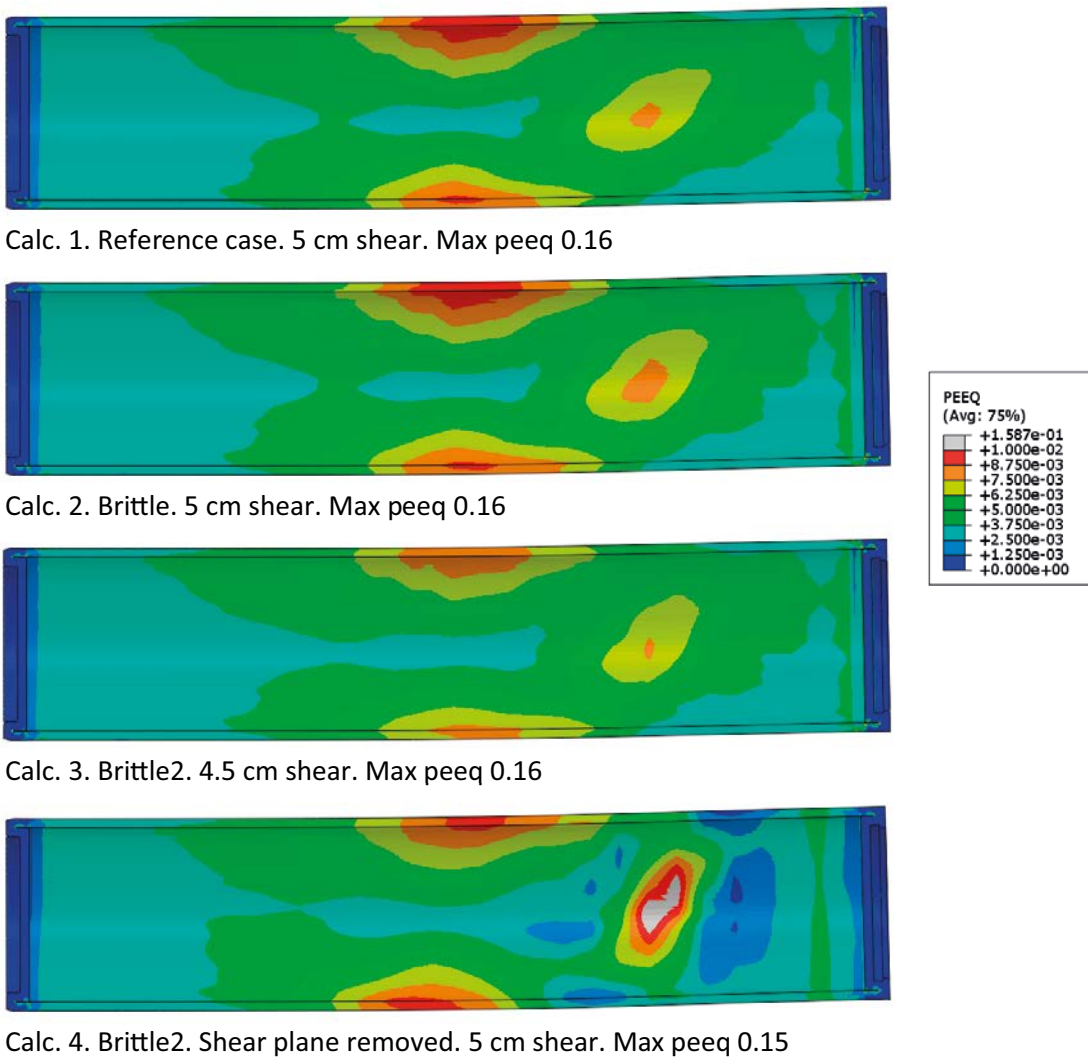 Calc. 1. Reference case. 5 cm shear. Max peeq 0.16
Calc. 2. Brittle. 5 cm shear. Max peeq 0.16
PEEQ
(Avg: 75%)
+1.587e-01
+1.000e-02
+8.750e-03
+7.500e-03
+6.250e-03
+5.000e-03
+3.750e-03
+2.500e-03
+1.250e-03
+0.000e+00
Calc. 3. Brittle2. 4.5 cm shear. Max peeq 0.16
Calc. 4. Brittle2. Shear plane removed. 5 cm shear. Max peeq 0.15